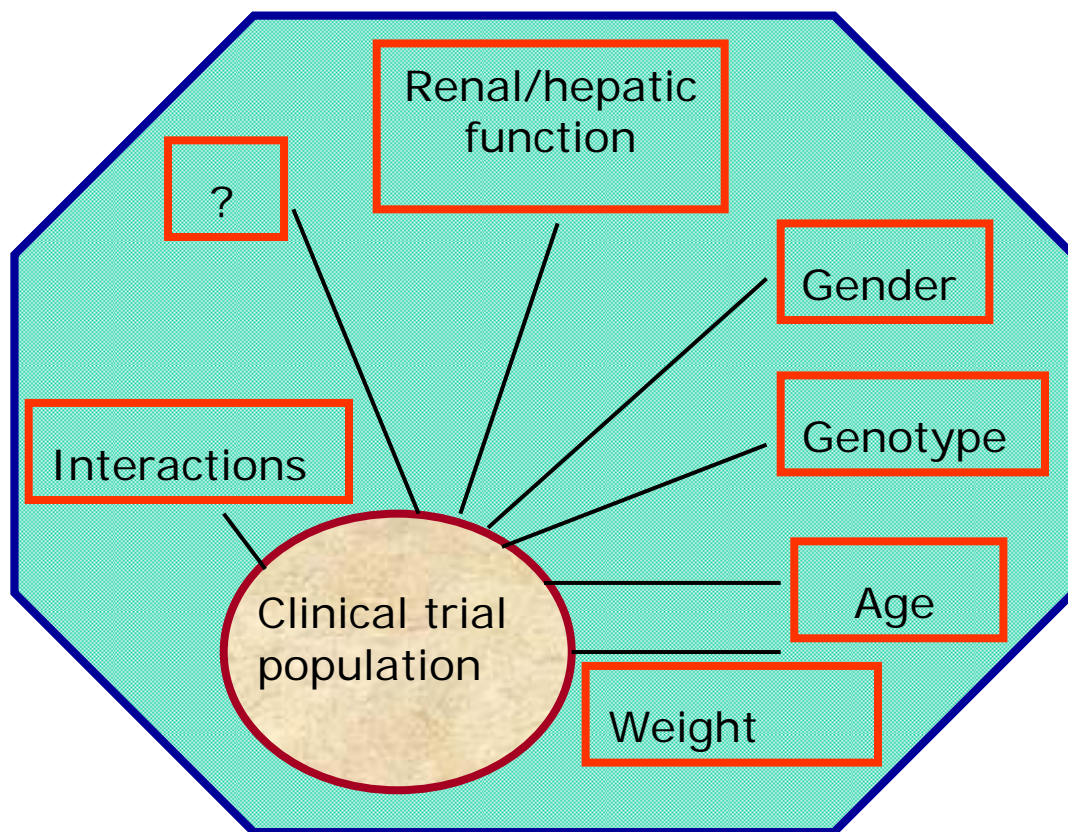 Renal/hepatic
function
?
Gender
Interactions
Genotype
Age
Clinical trial
population
Weight